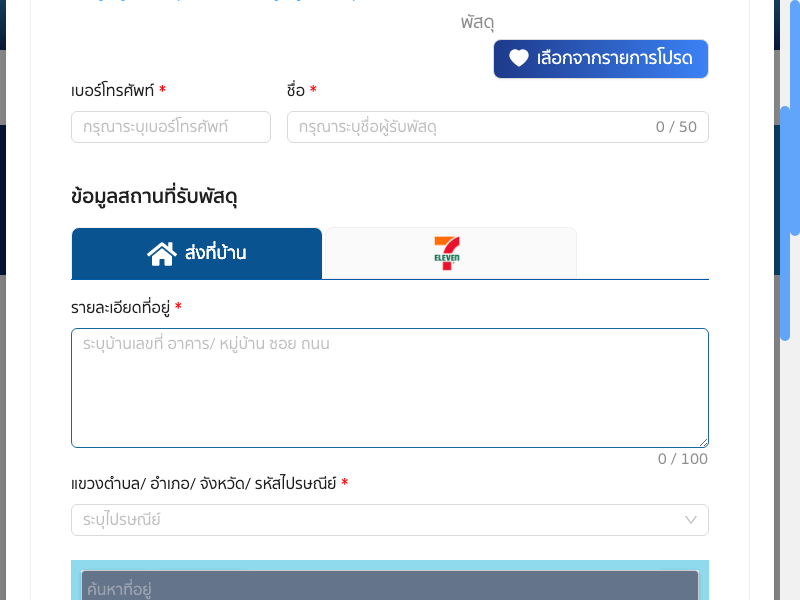 พัสดุ
เลือกจากรายการโปรด
เบอร์โทรศัพท์ *
ชื่อ *
กรุณาระบุเบอร์โทรศัพท์
กรุณาระบุชื่อผู้รับพัสดุ
0 / 50
ข้อมูลสถานที่รับพัสดุ
ส่งที่บ้าน
7 ELEVEN
รายละเอียดที่อยู่ *
ระบุบ้านเลขที่ อาคาร/ หมู่บ้าน ซอย ถนน
0 / 100
แขวงตำบล/ อำเภอ/ จังหวัด/ รหัสไปรษณีย์ *
ระบุไปรษณีย์
ค้นหาที่อยู่